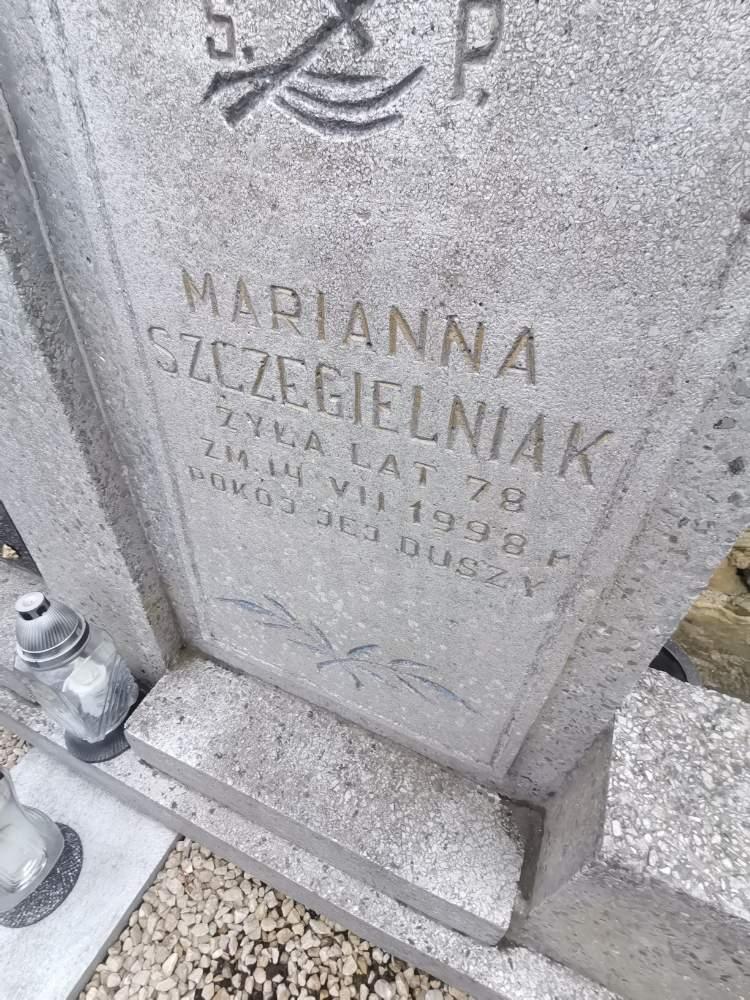 Ś. P.
MARIANNA
SZCZEGIELNIAK
ŻYŁA LAT 78
ZM. 14 VII 1998 R
POKÓJ JEJ DUSZY